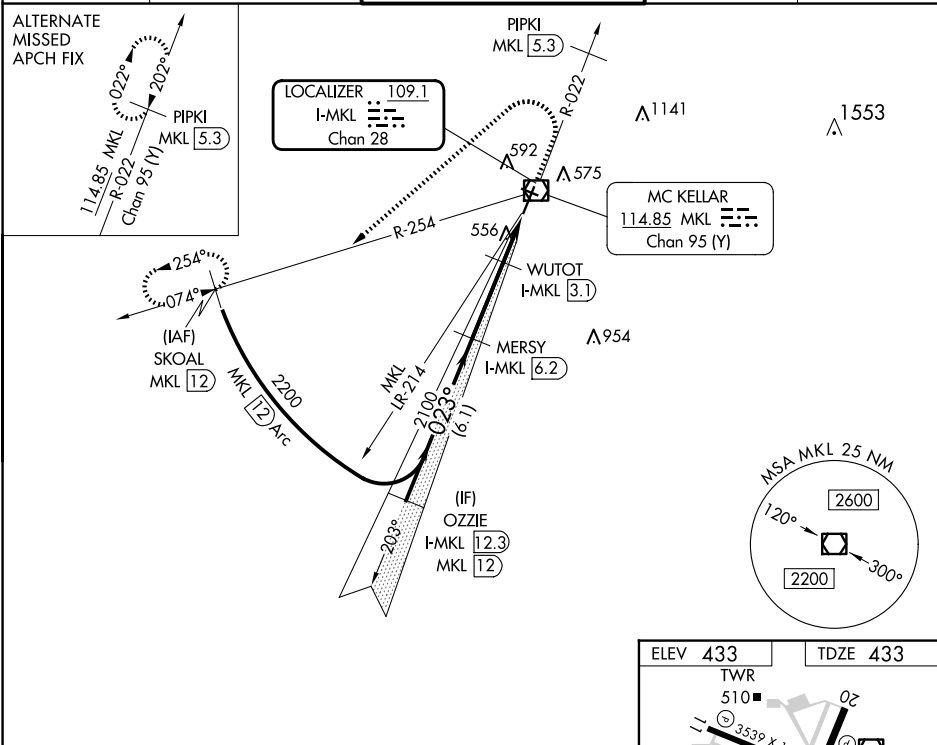 ALTERNATE
MISSED
APCH FIX
022°
202°
PIPKI
MKL 5.3
114.85 MKL
R-022
Chan 95 (Y)
PIPKI
MKL 5.3
R-022
LOCALIZER 109.1
I-MKL
Chan 28
1141
1553
592
575
MC KELLAR
114.85 MKL
Chan 95 (Y)
R-254
556
WUTOT
I-MKL 3.1
254°
074°
(IAF)
SKOAL
MKL 12
MERSY
I-MKL 6.2
954
MKL
LR-214
2200
MKL 12 Arc
2100
023°
(6.1)
(IF)
OZZIE
I-MKL 12.3
MKL 12
203°
MSA MKL 25 NM
2600
120°
300°
2200
ELEV 433
TDZE 433
TWR
510
20
11
P
3539 X